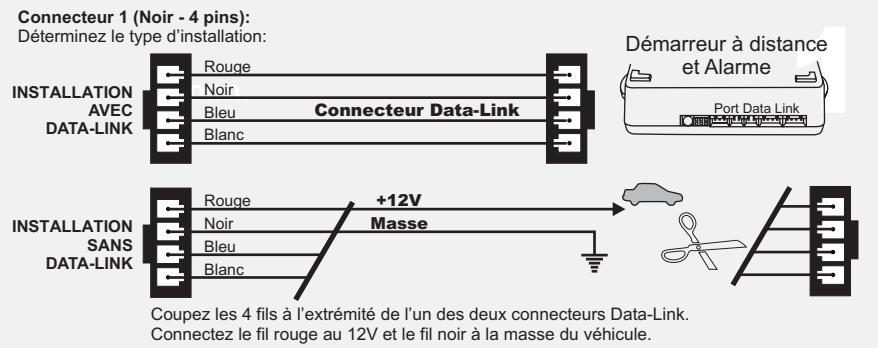 Connecteur 1 (Noir - 4 pins):
Déterminez le type d'installation:
1
Démarreur à distance
et Alarme
Port Data Link
INSTALLATION
AVEC
DATA-LINK
Rouge
Noir
Bleu
Blanc
Connecteur Data-Link
INSTALLATION
SANS
DATA-LINK
Rouge
Noir
Bleu
Blanc
+12V
Masse
Coupez les 4 fils à l'extrémité de l'un des deux connecteurs Data-Link.
Connectez le fil rouge au 12V et le fil noir à la masse du véhicule.